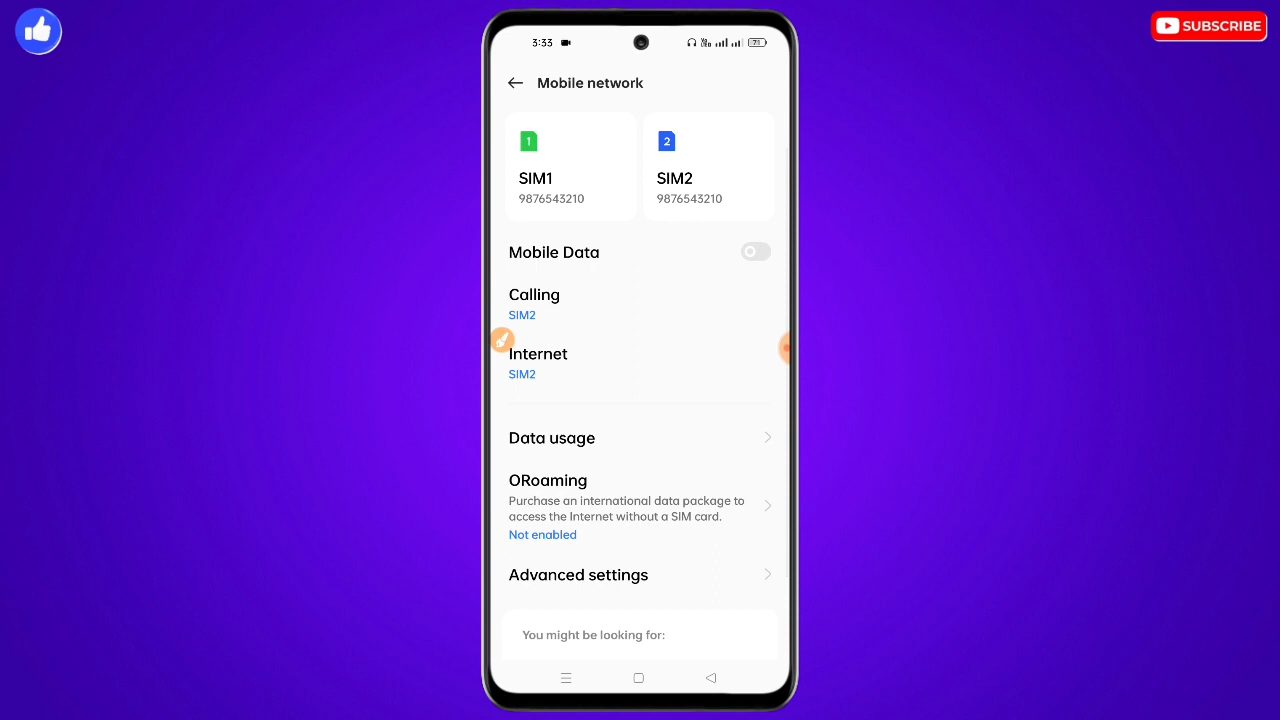 SUBSCRIBE
3:33
71
Mobile network
1
2
SIM1
SIM2
9876543210
9876543210
Mobile Data
Calling
SIM2
Internet
SIM2
Data usage
ORoaming
Purchase an international data package to
access the Internet without a SIM card.
Not enabled
Advanced settings
You might be looking for: